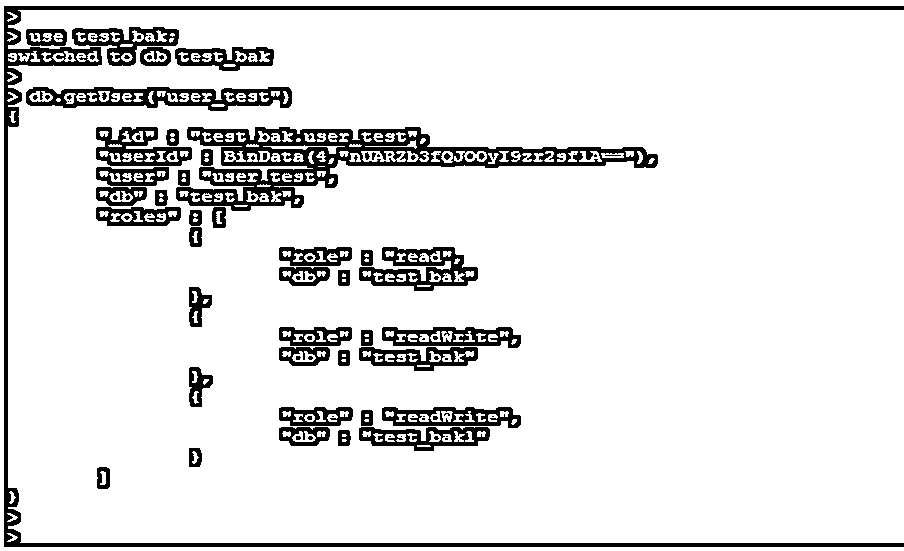 >
> use test_bak;
switched to db test_bak
>
> db.getUser("user_test")
{
"_id" : "test_bak.user_test",
"userId" : BinData(4,"nUARZb3fQJOOyI9zr2sf1A=="),
"user" : "user_test",
"db" : "test_bak",
"roles" : [
{
"role" : "read",
"db" : "test_bak"
},
{
"role" : "readWrite",
"db" : "test_bak"
},
{
"role" : "readWrite",
"db" : "test_bak1"
}
]
}
>
>